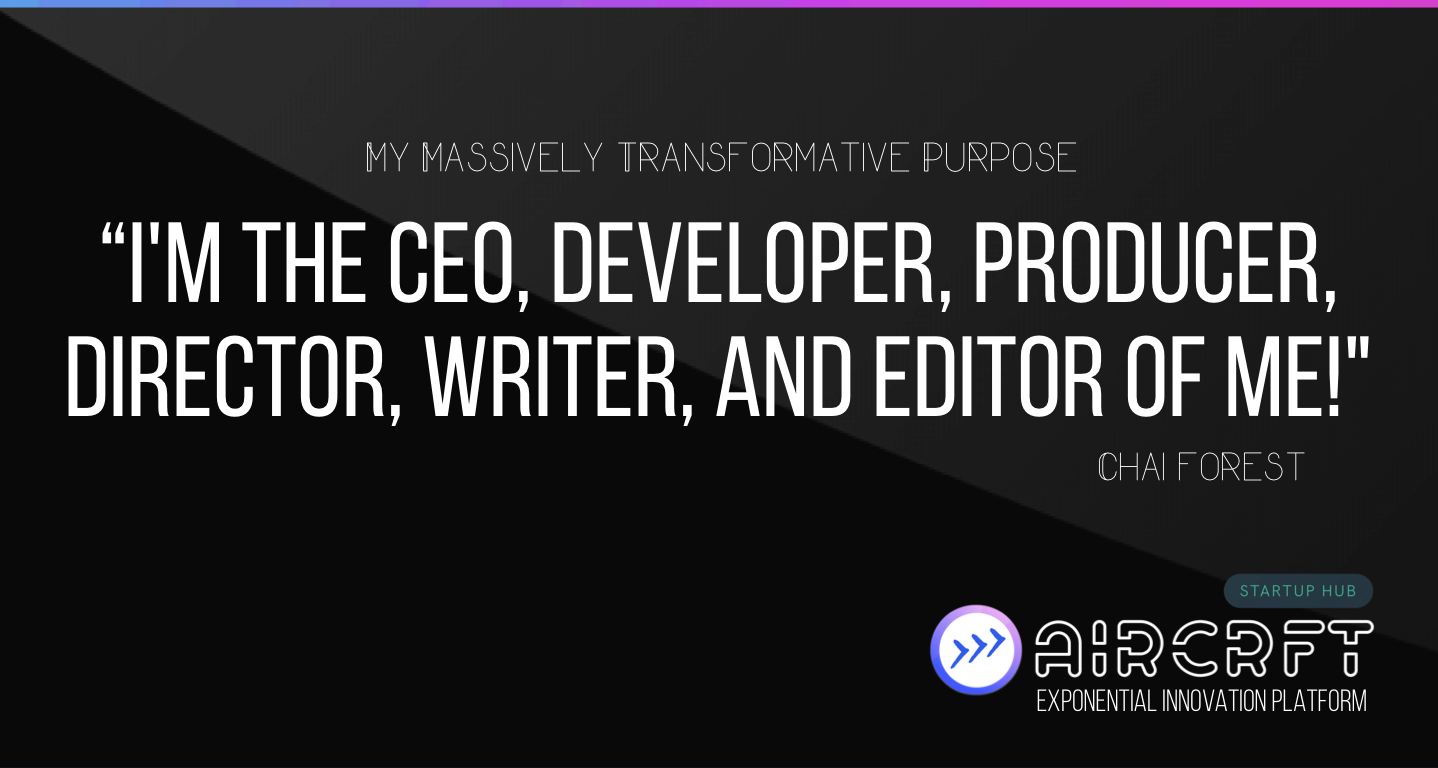 My Massively Transformative Purpose
“I'M THE CEO, DEVELOPER, PRODUCER,
DIRECTOR, WRITER, AND EDITOR OF ME!"
Chai Forest
STARTUP HUB
AIRCRFT
EXPONENTIAL INNOVATION PLATFORM